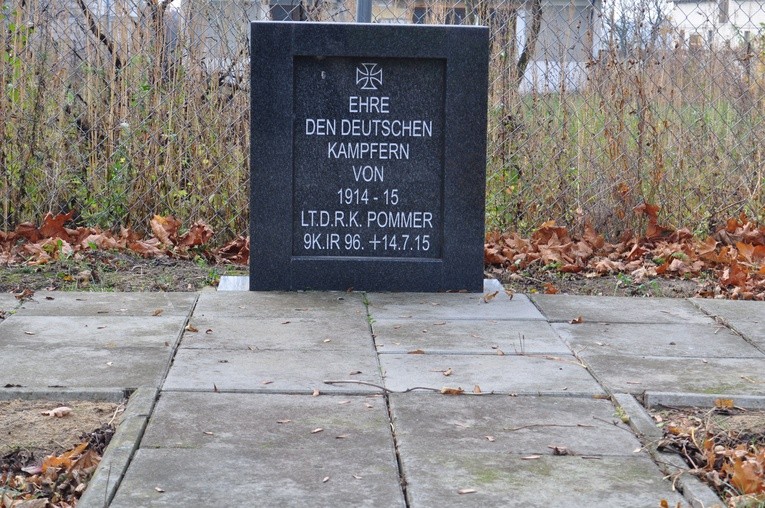 EHRE
DEN DEUTSCHEN
KAMPFERN
VON
1914 - 15
LT.D.R.K. POMMER
9K.IR 96. +14.7.15